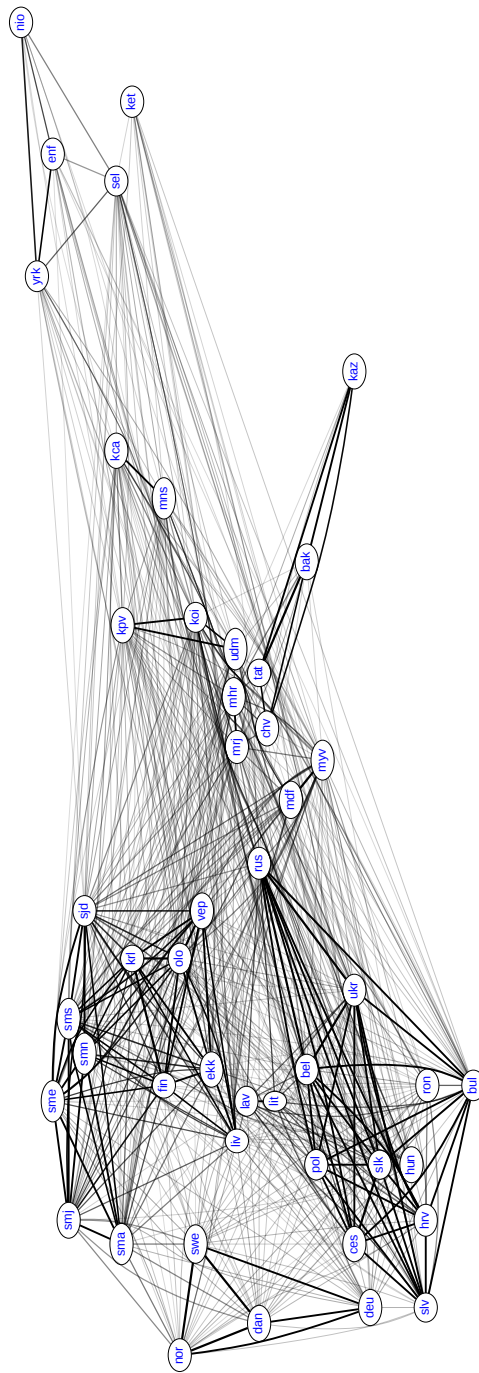 nio
ket
enf
sel
yrk
kaz
kca
mns
bak
koi
kpv
udm
tat
mhr
chv
mrj
myv
mdf
rus
sjd
vep
krl
olo
ukr
sms
smn
ekk
bel
fin
ron
bul
sme
lav
lit
liv
pol
slk
hun
smj
hrv
sma
swe
ces
deu
slv
dan
nor